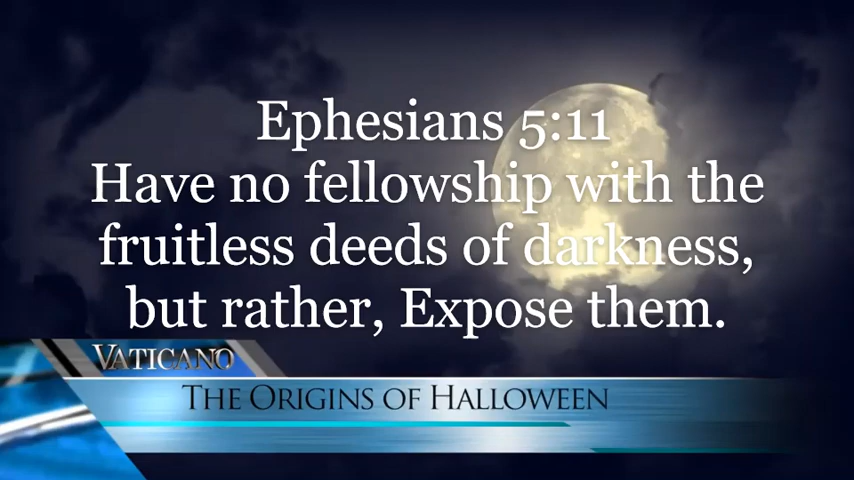 Ephesians 5:11
Have no fellowship with the
fruitless deeds of darkness,
but rather, Expose them.
VATICANO
THE ORIGINS OF HALLOWEEN